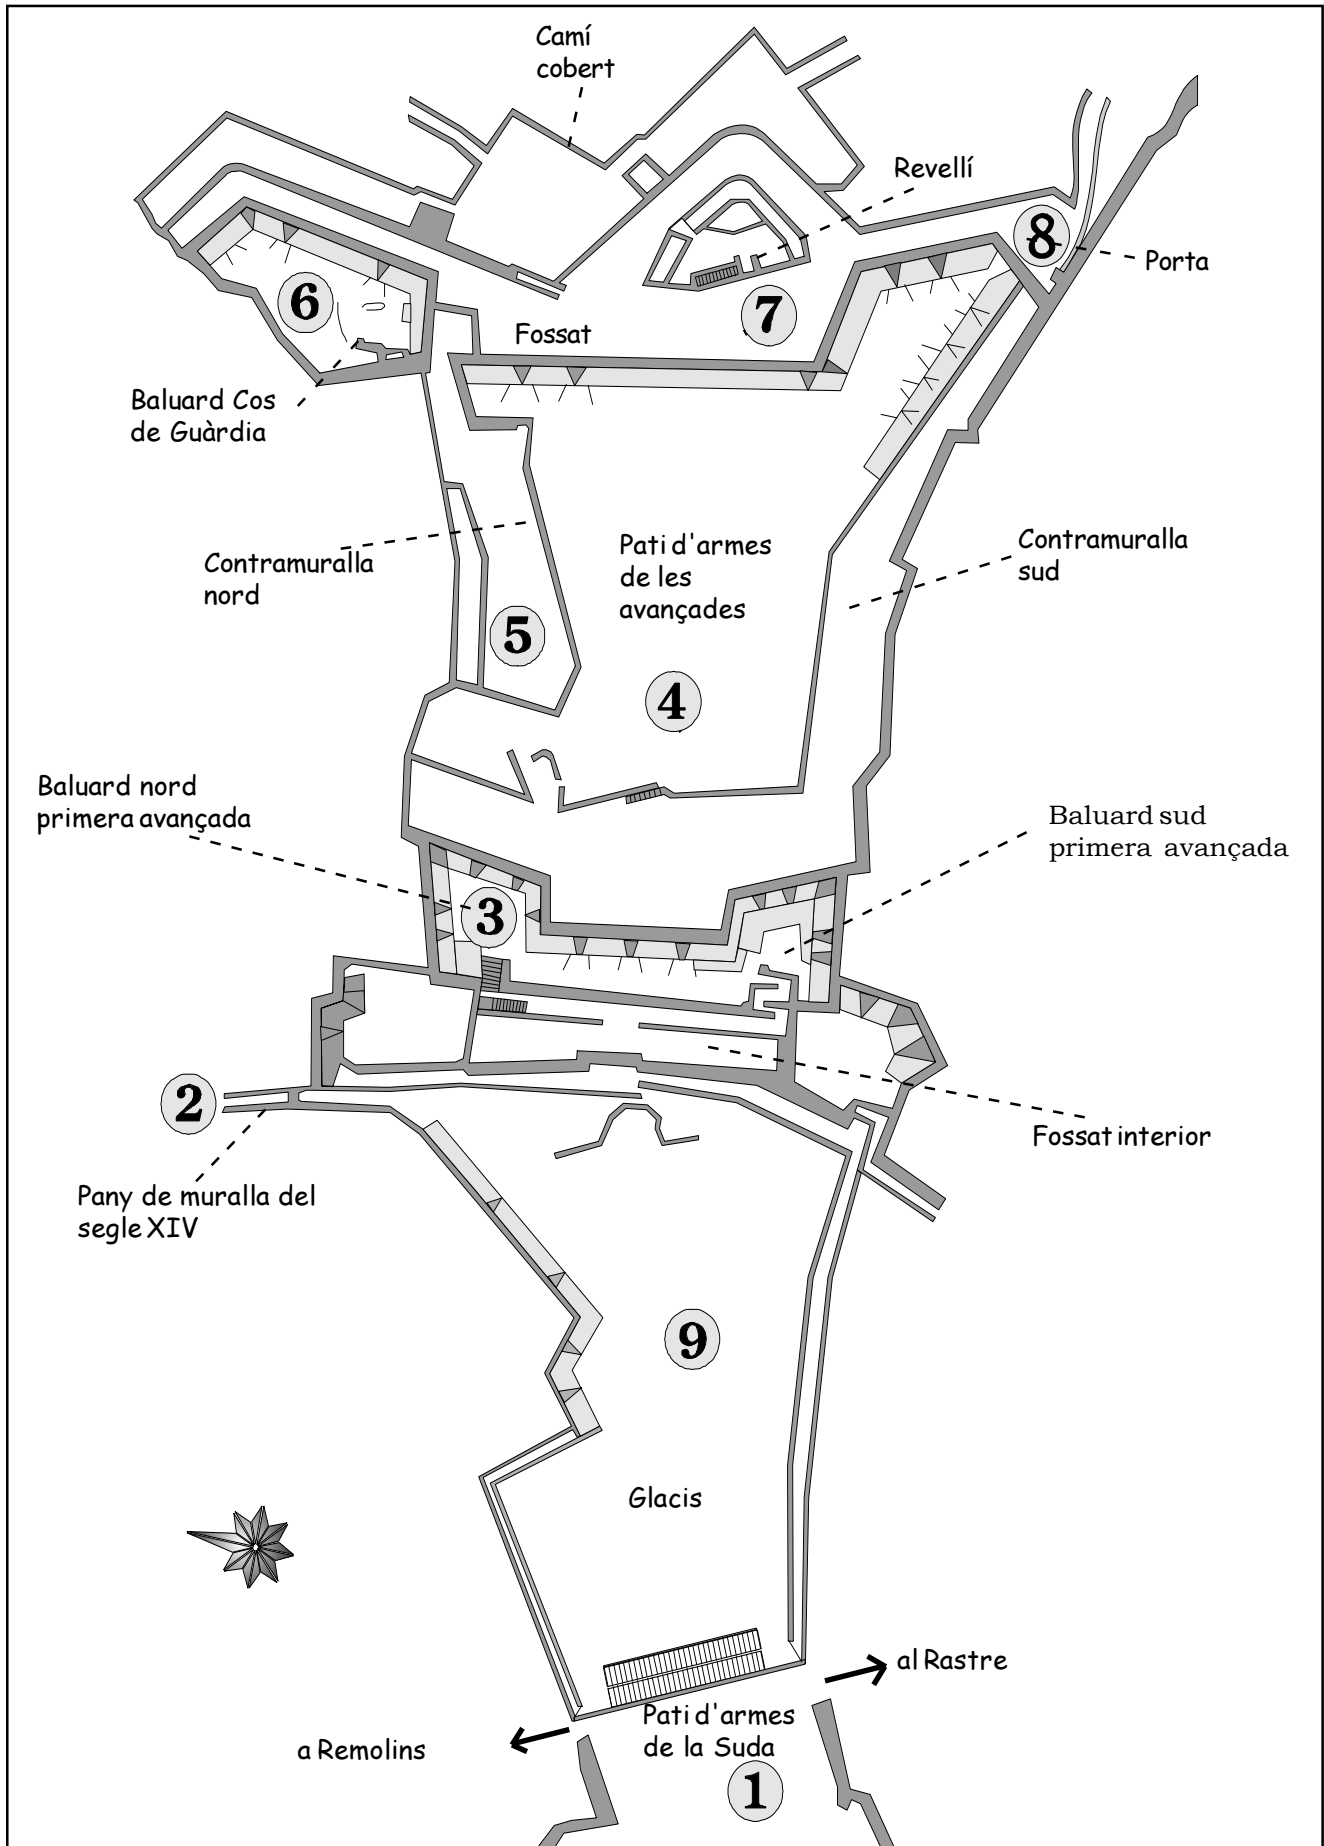 Camí
cobert
Revellí
8
Porta
6
7
Fossat
Baluard Cos
de Guàrdia
Contramuralla
nord
Pati d'armes
de les
avançades
Contramuralla
sud
5
4
Baluard nord
primera avançada
Baluard sud
primera avançada
3
2
Fossat interior
Pany de muralla del
segle XIV
9
Glacis
al Rastre
Pati d'armes
de la Suda
a Remolins
1